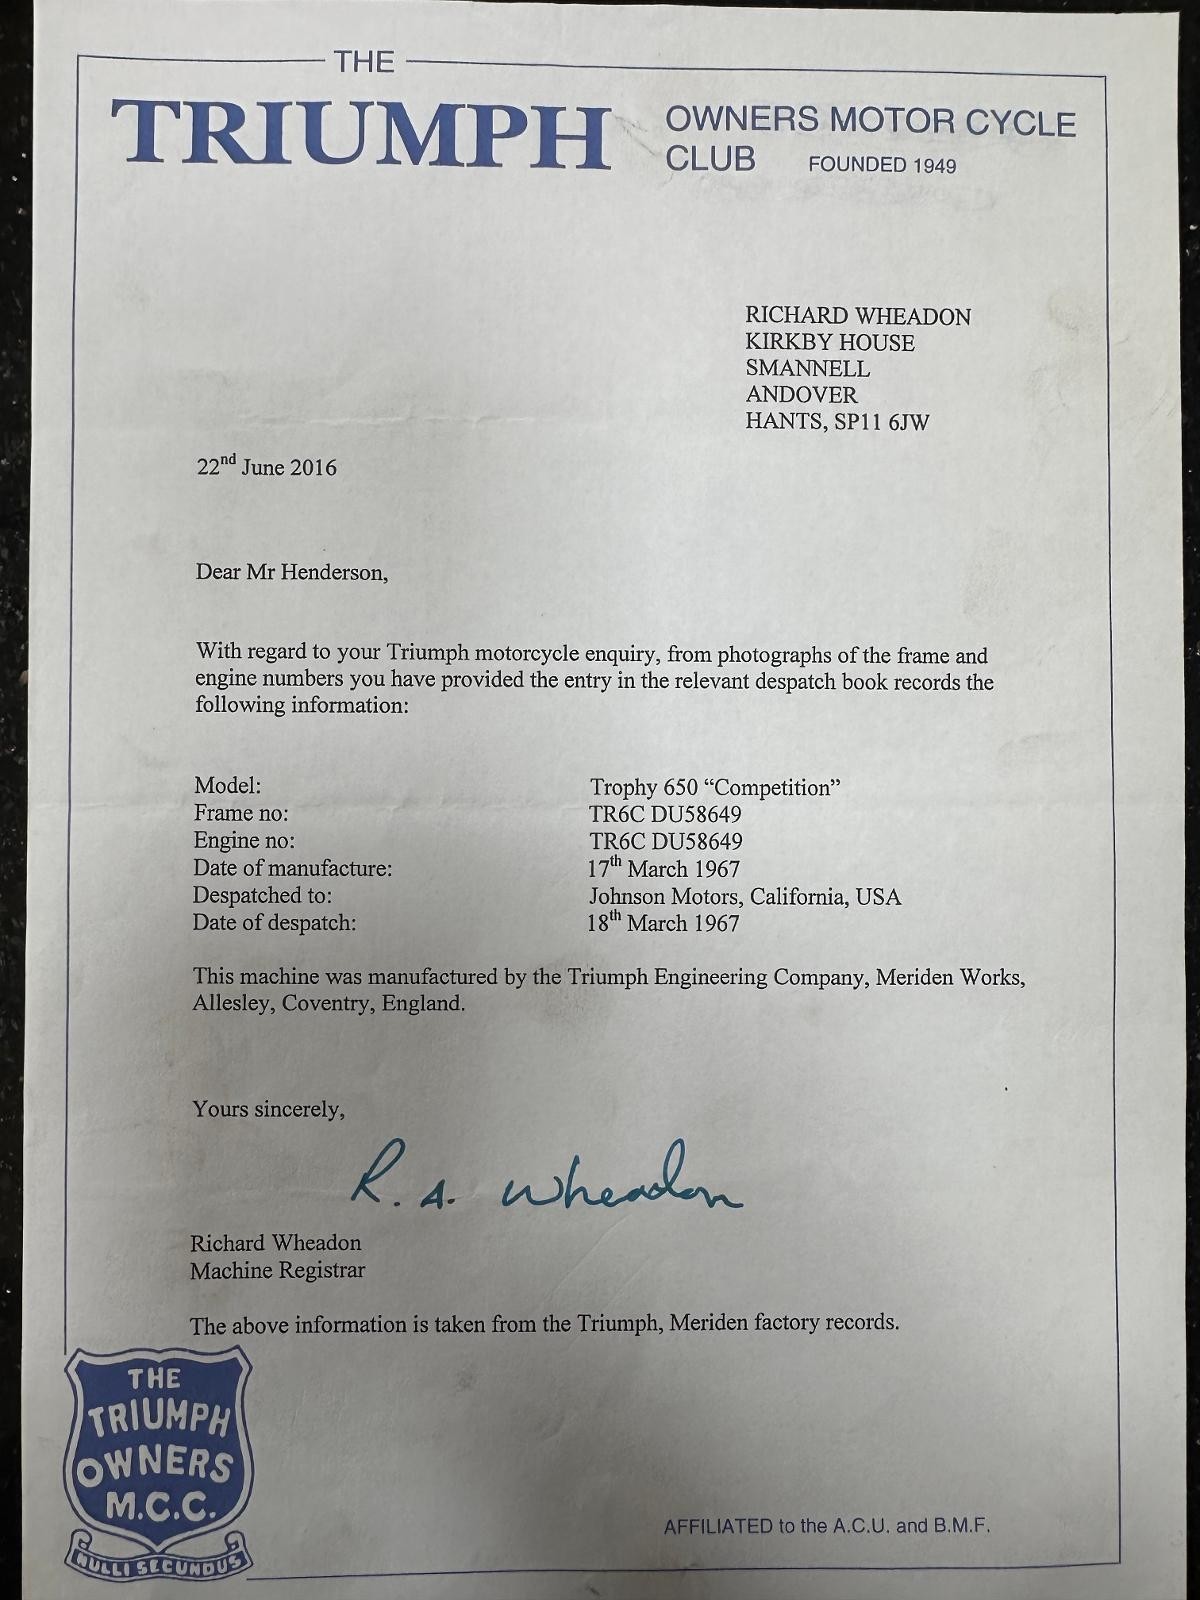 THE
TRIUMPH OWNERS MOTOR CYCLE
CLUB FOUNDED 1949
RICHARD WHEADON
KIRKBY HOUSE
SMANNELL
ANDOVER
HANTS, SP11 6JW
22nd June 2016
Dear Mr Henderson,
With regard to your Triumph motorcycle enquiry, from photographs of the frame and
engine numbers you have provided the entry in the relevant despatch book records the
following information:
Model: Trophy 650 “Competition”
Frame no: TR6C DU58649
Engine no: TR6C DU58649
Date of manufacture: 17th March 1967
Despatched to: Johnson Motors, California, USA
Date of despatch: 18th March 1967
This machine was manufactured by the Triumph Engineering Company, Meriden Works,
Allesley, Coventry, England.
Yours sincerely,
R. A. Wheadon
Richard Wheadon
Machine Registrar
The above information is taken from the Triumph, Meriden factory records.
THE
TRIUMPH
OWNERS
M.C.C.
NULLI SECUNDUS
AFFILIATED to the A.C.U. and B.M.F.